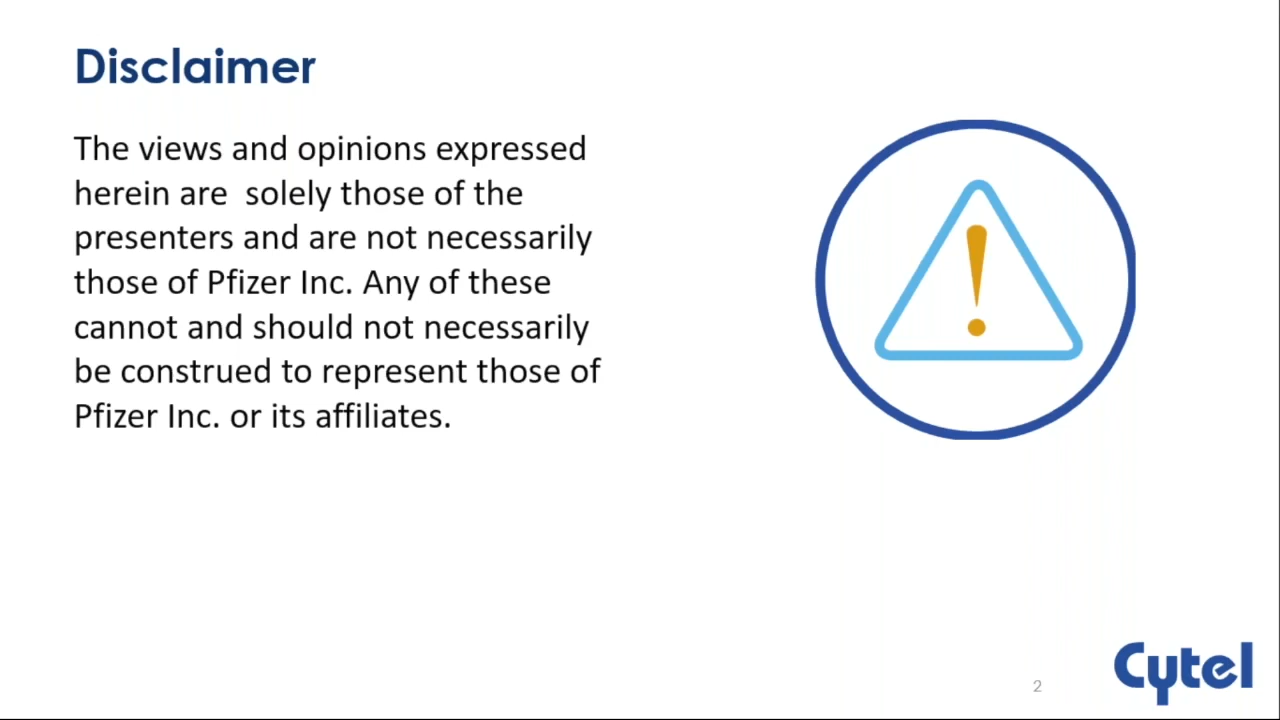 Disclaimer
The views and opinions expressed
herein are  solely those of the
presenters and are not necessarily
those of Pfizer Inc. Any of these
cannot and should not necessarily
be construed to represent those of
Pfizer Inc. or its affiliates.
2
Cytel